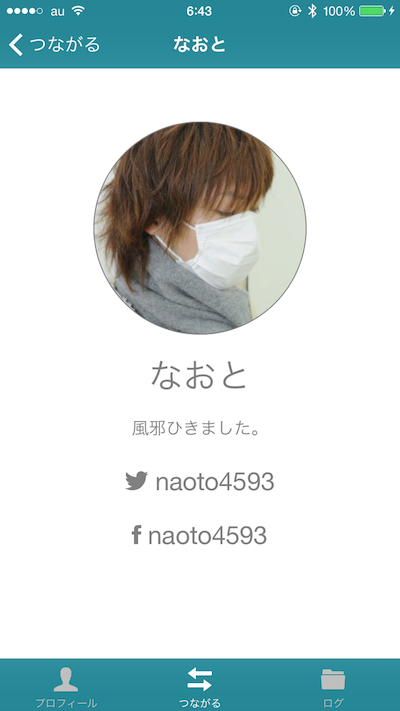 au 6:43 100%
つながる なおと
なおと
風邪ひきました。
naoto4593
naoto4593
プロフィール つながる ログ